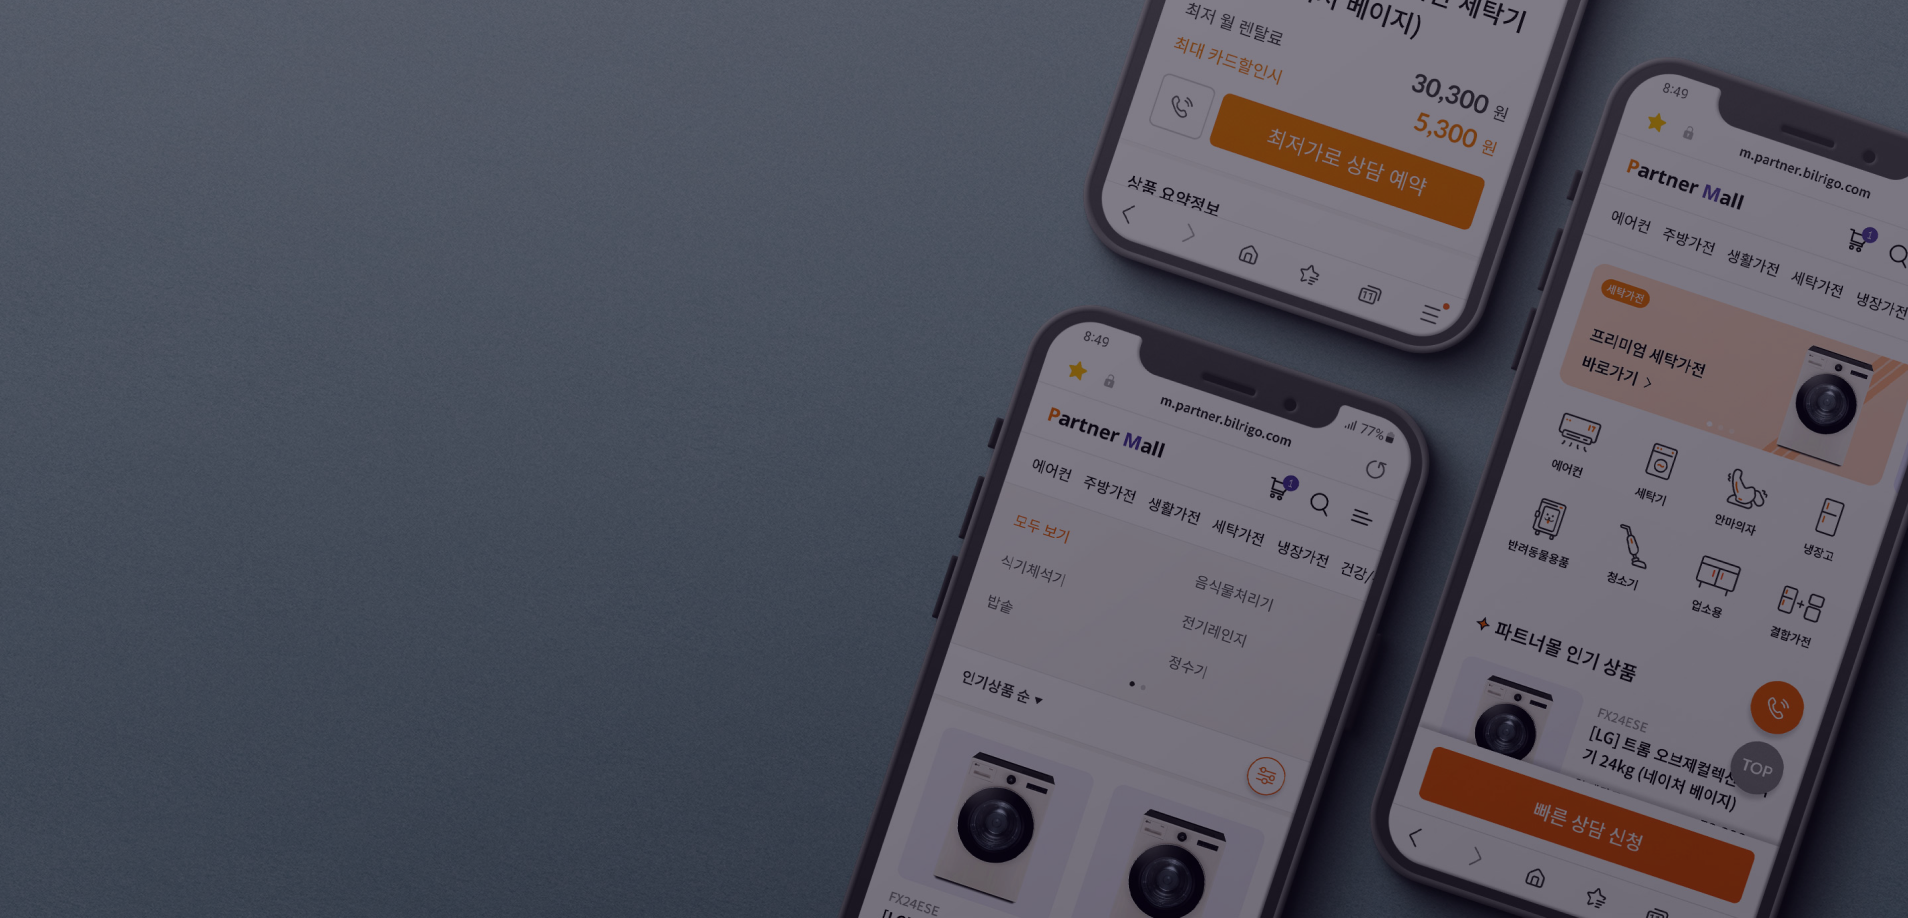 세탁기
베이지)
최저 월 렌탈료
최대 카드할인시
30,300 원
5,300 원
최저가로 상담 예약
상품 요약정보
11
8:49
m.partner.bilrigo.com
Partner Mall
1
에어컨 주방가전 생활가전 세탁가전 냉장가전
세탁가전
프리미엄 세탁가전
바로가기
에어컨
세탁기
안마의자
냉장고
반려동물용품
청소기
업소용
결합가전
파트너몰 인기 상품
FX24ESE
[LG] 트롬 오브제컬렉션
기 24kg (네이처 베이지)
TOP
빠른 상담 신청
8:49
77%
m.partner.bilrigo.com
Partner Mall
1
에어컨 주방가전 생활가전 세탁가전 냉장가전 건강/
모두 보기
식기세척기
음식물처리기
밥솥
전기레인지
정수기
인기상품 순
FX24ESE
[LG]